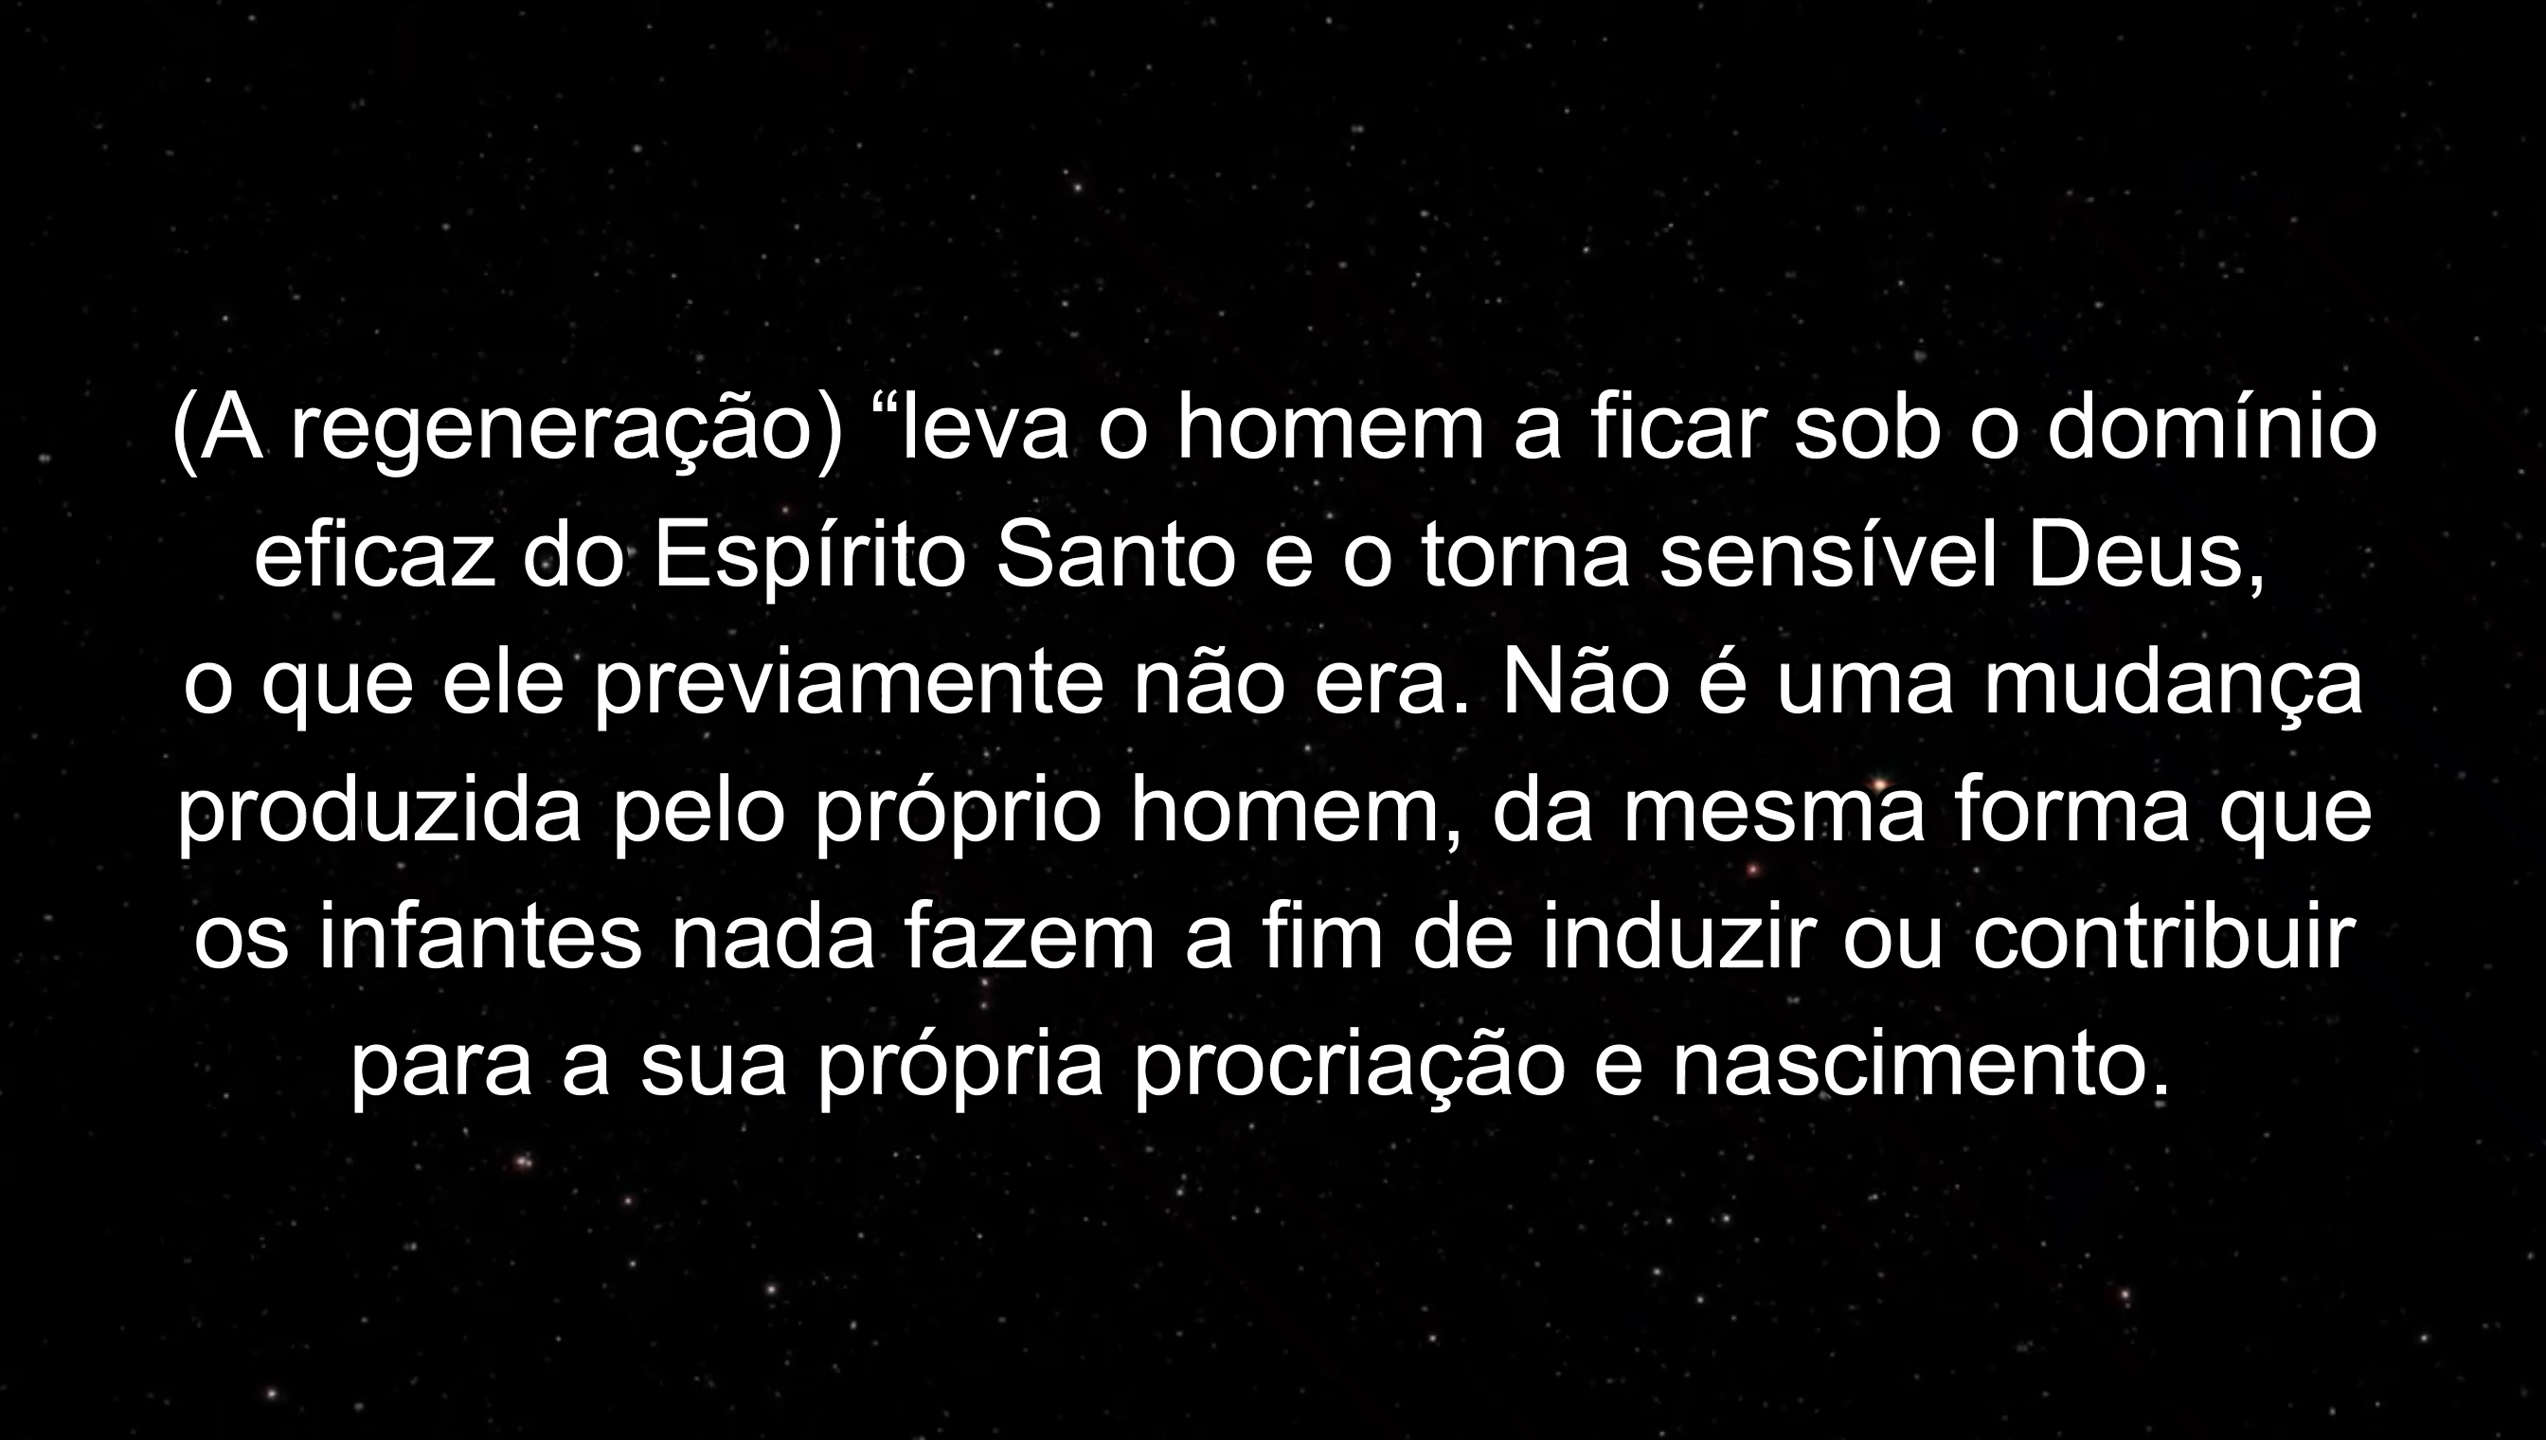 (A regeneração) “leva o homem a ficar sob o domínio
eficaz do Espírito Santo e o torna sensível Deus,
o que ele previamente não era. Não é uma mudança
produzida pelo próprio homem, da mesma forma que
os infantes nada fazem a fim de induzir ou contribuir
para a sua própria procriação e nascimento.